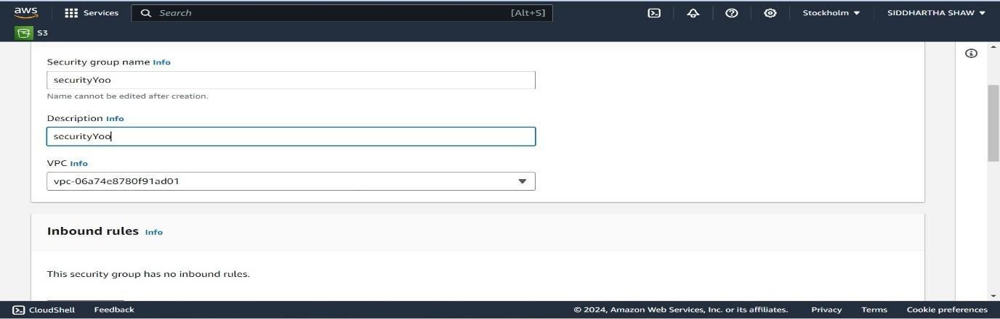 aws Services Search [Alt+S] Stockholm SIDDHARTHA SHAW
S3
Security group name Info
securityYoo
Name cannot be edited after creation.
Description Info
securityYoo
VPC Info
vpc-06a74e8780f91ad01
Inbound rules Info
This security group has no inbound rules.
CloudShell Feedback © 2024, Amazon Web Services, Inc. or its affiliates. Privacy Terms Cookie preferences